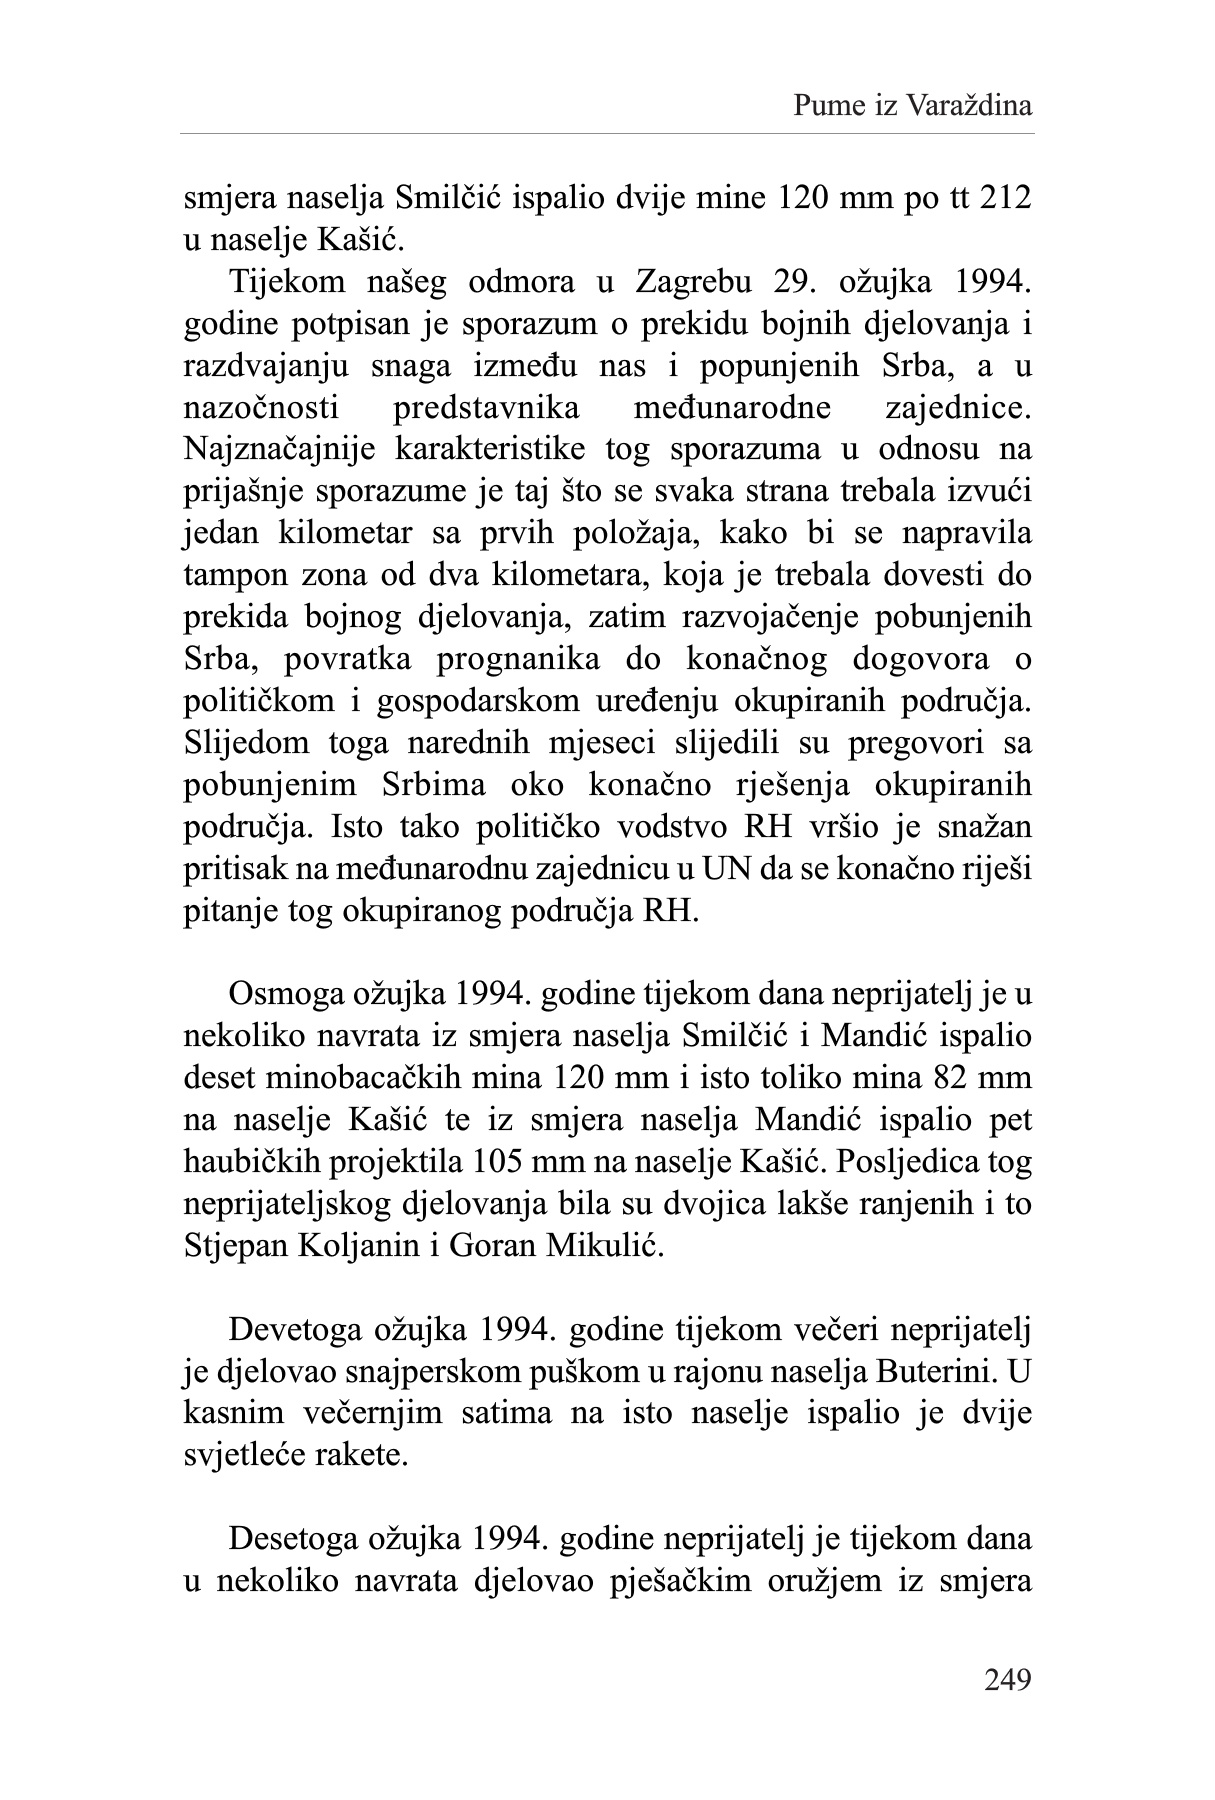 Pume iz Varaždina
smjera naselja Smilčić ispalio dvije mine 120 mm po tt 212
u naselje Kašić.
Tijekom našeg odmora u Zagrebu 29. ožujka 1994.
godine potpisan je sporazum o prekidu bojnih djelovanja i
razdvajanju snaga između nas i popunjenih Srba, a u
nazočnosti predstavnika međunarodne zajednice.
Najznačajnije karakteristike tog sporazuma u odnosu na
prijašnje sporazume je taj što se svaka strana trebala izvući
jedan kilometar sa prvih položaja, kako bi se napravila
tampon zona od dva kilometara, koja je trebala dovesti do
prekida bojnog djelovanja, zatim razvojačenje pobunjenih
Srba, povratka prognanika do konačnog dogovora o
političkom i gospodarskom uređenju okupiranih područja.
Slijedom toga narednih mjeseci slijedili su pregovori sa
pobunjenim Srbima oko konačno rješenja okupiranih
područja. Isto tako političko vodstvo RH vršio je snažan
pritisak na međunarodnu zajednicu u UN da se konačno riješi
pitanje tog okupiranog područja RH.
Osmoga ožujka 1994. godine tijekom dana neprijatelj je u
nekoliko navrata iz smjera naselja Smilčić i Mandić ispalio
deset minobacačkih mina 120 mm i isto toliko mina 82 mm
na naselje Kašić te iz smjera naselja Mandić ispalio pet
haubičkih projektila 105 mm na naselje Kašić. Posljedica tog
neprijateljskog djelovanja bila su dvojica lakše ranjenih i to
Stjepan Koljanin i Goran Mikulić.
Devetoga ožujka 1994. godine tijekom večeri neprijatelj
je djelovao snajperskom puškom u rajonu naselja Buterini. U
kasnim večernjim satima na isto naselje ispalio je dvije
svjetleće rakete.
Desetoga ožujka 1994. godine neprijatelj je tijekom dana
u nekoliko navrata djelovao pješačkim oružjem iz smjera
249